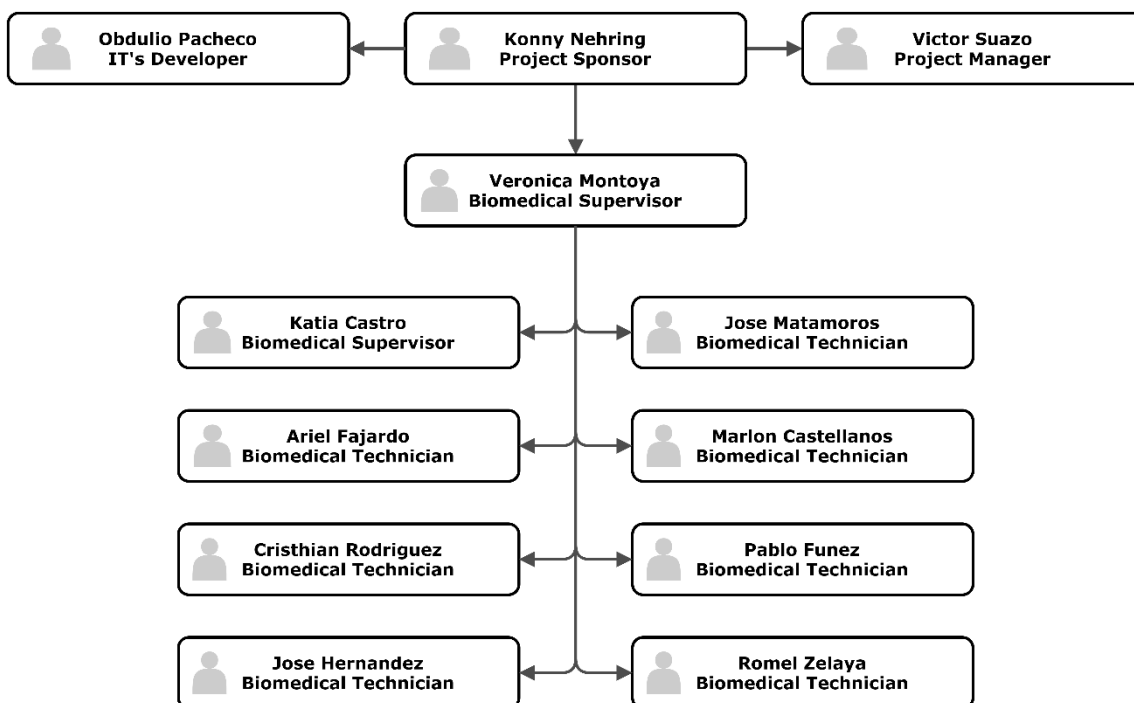 Obdulio Pacheco
IT's Developer
Konny Nehring
Project Sponsor
Victor Suazo
Project Manager
Veronica Montoya
Biomedical Supervisor
Katia Castro
Biomedical Supervisor
Jose Matamoros
Biomedical Technician
Ariel Fajardo
Biomedical Technician
Marlon Castellanos
Biomedical Technician
Cristhian Rodriguez
Biomedical Technician
Pablo Funez
Biomedical Technician
Jose Hernandez
Biomedical Technician
Romel Zelaya
Biomedical Technician